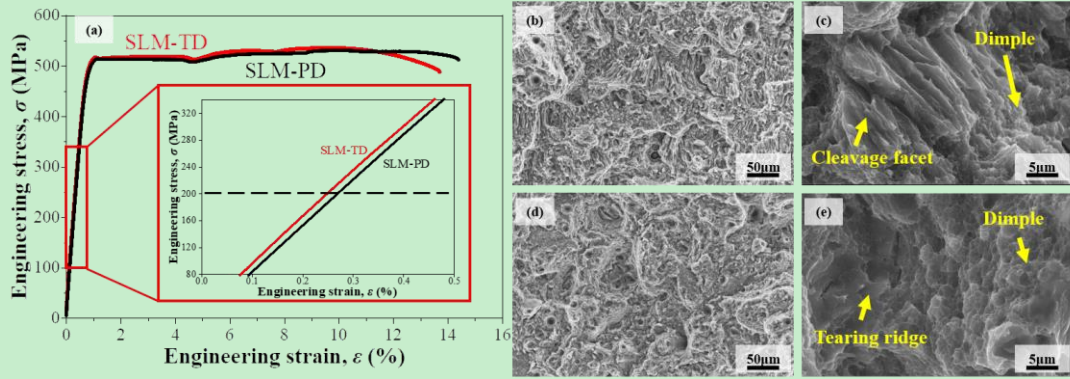 (a)
SLM-TD
SLM-PD
Engineering stress, σ (MPa)
600
500
400
300
200
100
0
0 2 4 6 8 10 12 14 16
Engineering strain, ε (%)
Engineering stress, σ (MPa)
320
280
240
200
160
120
80
SLM-TD
SLM-PD
0.0 0.1 0.2 0.3 0.4 0.5
Engineering strain, ε (%)
(b)
50μm
(c)
Dimple
Cleavage facet
5μm
(d)
50μm
(e)
Dimple
Tearing ridge
5μm